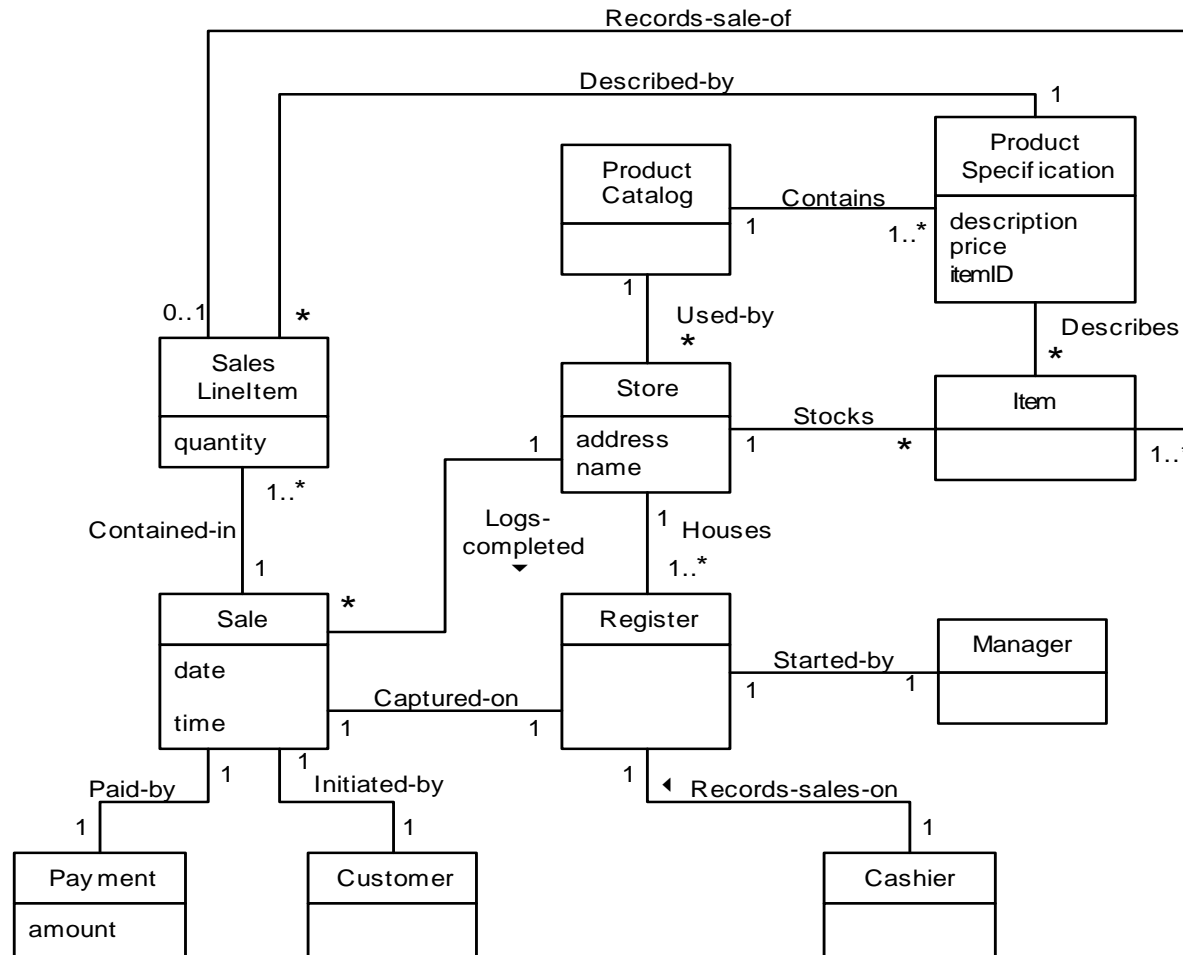 Records-sale-of
Described-by
1
Product
Specification
description
price
itemID
Product
Catalog
1
Contains
1..*
1
Used-by
*
Describes
*
0..1
*
Sales
LineItem
quantity
1..*
Contained-in
1
Store
address
name
1
Stocks
*
Item
1..*
1
Logs-
completed
*
1
Houses
1..*
Sale
date
time
Register
1
Started-by
1
Manager
1
Captured-on
1
1
Paid-by
1
1
Initiated-by
1
1
Records-sales-on
1
Payment
amount
Customer
Cashier